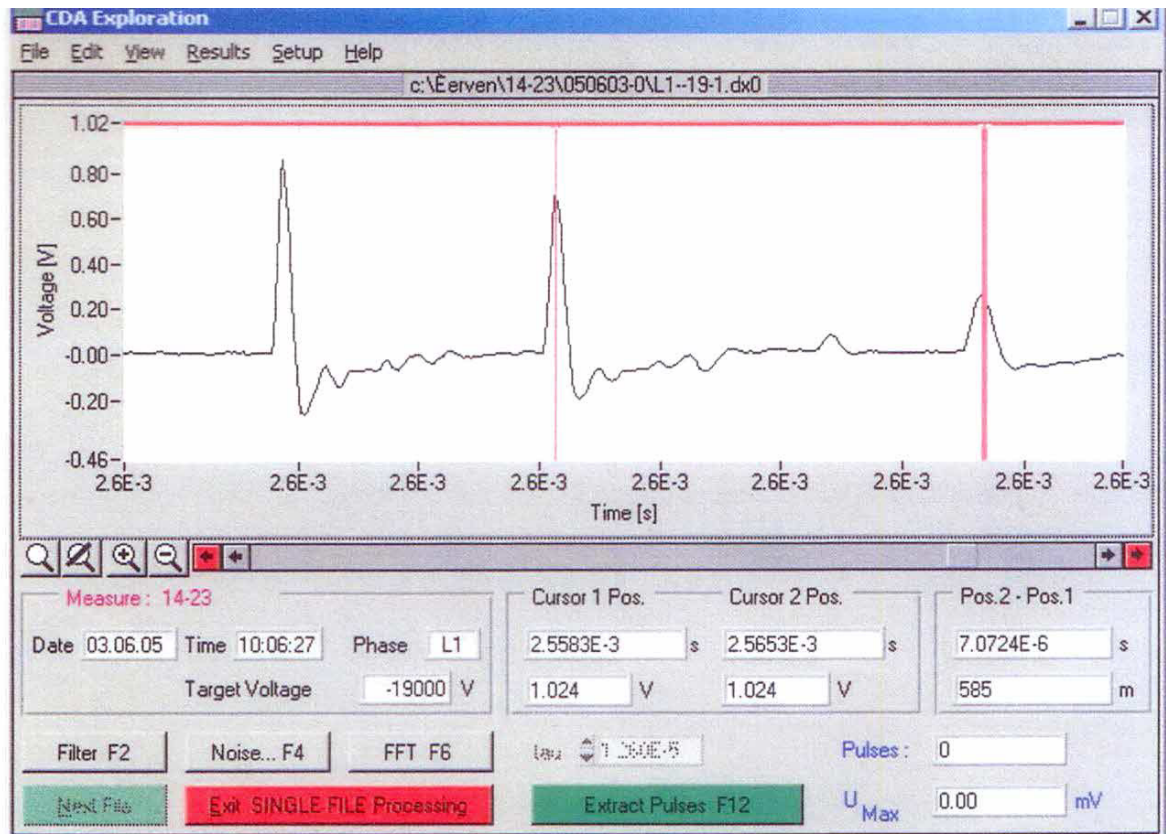 CDA Exploration
File Edit View Results Setup Help
c:\Èerven\14-23\050603-0\L1--19-1.dx0
1.02
0.80
0.60
0.40
0.20
-0.00
-0.20
-0.46
Voltage [V]
2.6E-3 2.6E-3 2.6E-3 2.6E-3 2.6E-3 2.6E-3 2.6E-3 2.6E-3 2.6E-3 2.6E-3
Time [s]
Measure : 14-23
Date 03.06.05 Time 10:06:27 Phase L1
Target Voltage -19000 V
Cursor 1 Pos. Cursor 2 Pos. Pos.2 - Pos.1
2.5583E-3 s 2.5653E-3 s 7.0724E-6 s
1.024 V 1.024 V 585 m
Filter F2 Noise... F4 FFT F6 tau Pulses : 0
Next File Exit SINGLE FILE Processing Extract Pulses F12 U Max 0.00 mV